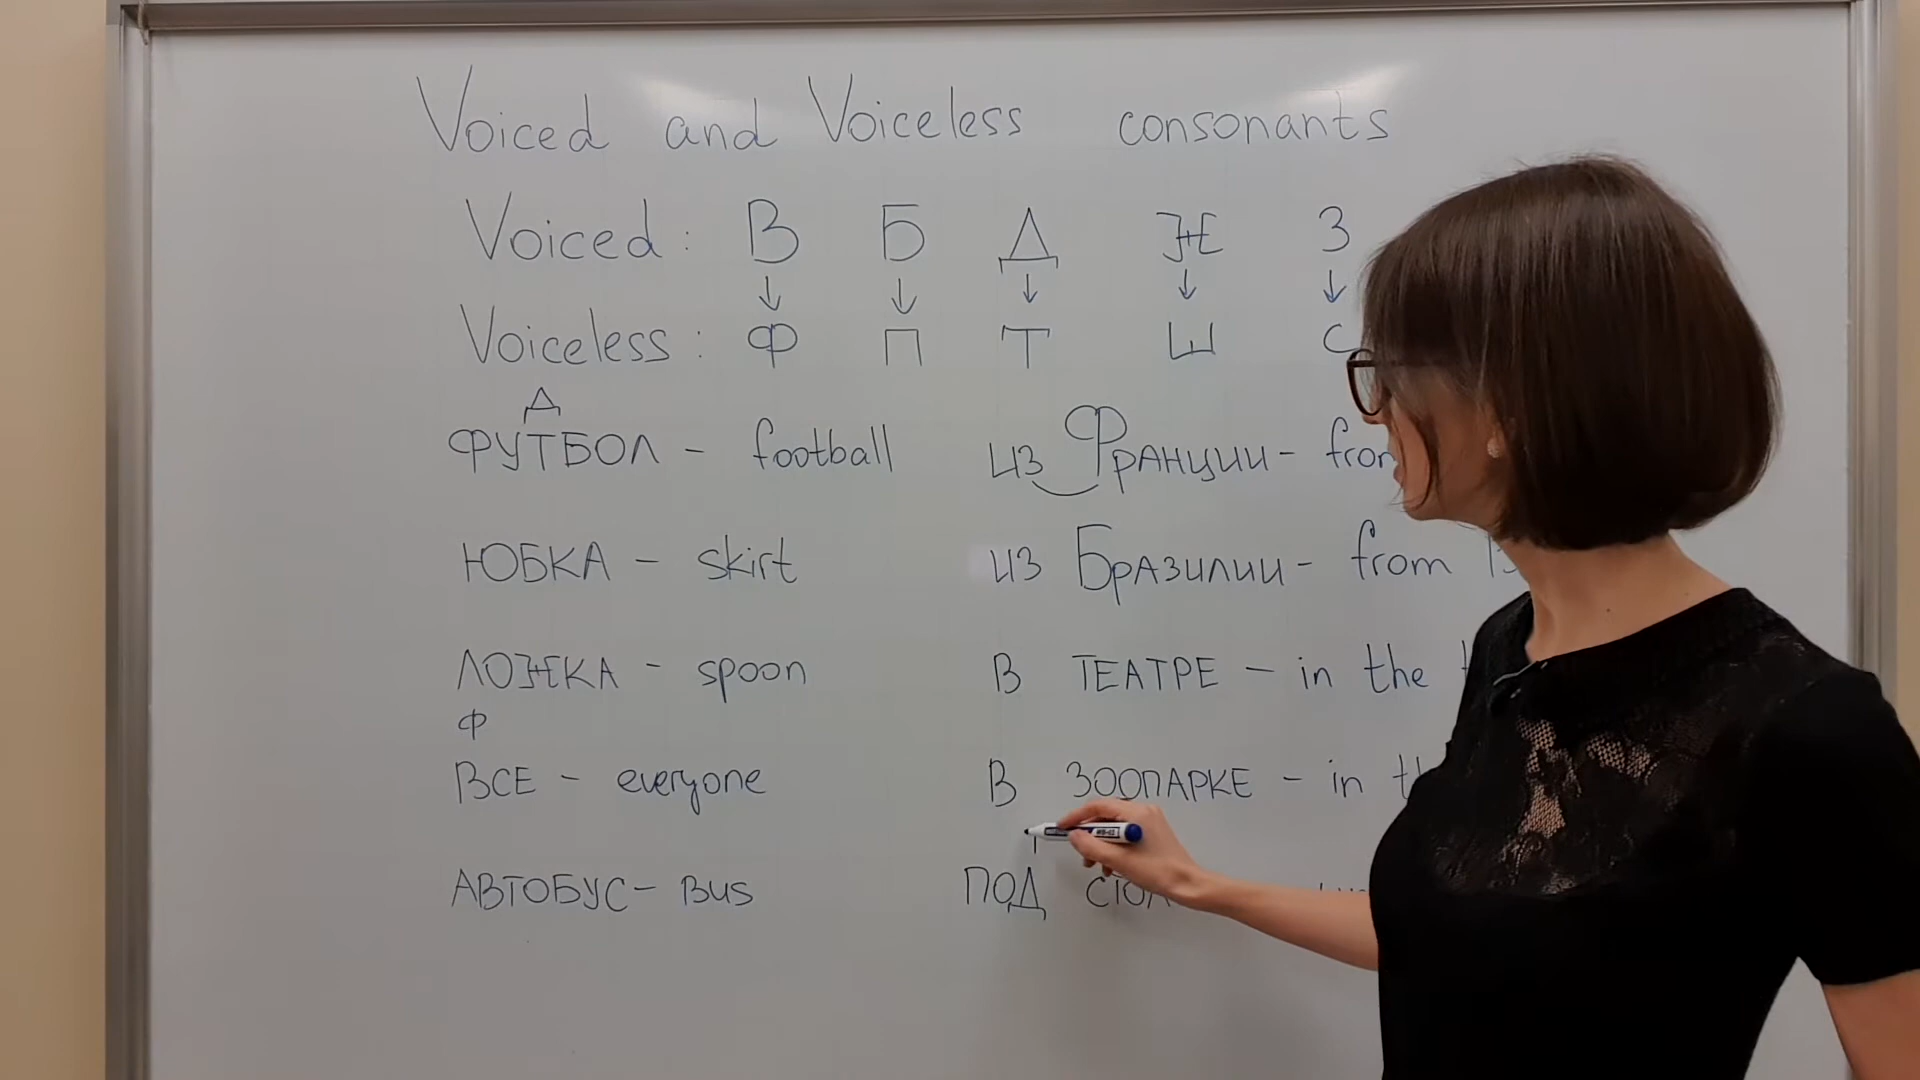 Voiced and Voiceless consonants
Voiced: В Б Д Ж З
Voiceless: Ф П Т Ш С
Д
ФУТБОЛ - football
ИЗ ФРАНЦИИ - from
ЮБКА - skirt
ИЗ БРАЗИЛИИ - from
ЛОЖКА - spoon
В ТЕАТРЕ - in the
Ф
ВСЕ - everyone
В ЗООПАРКЕ - in
АВТОБУС - Bus
ПОД